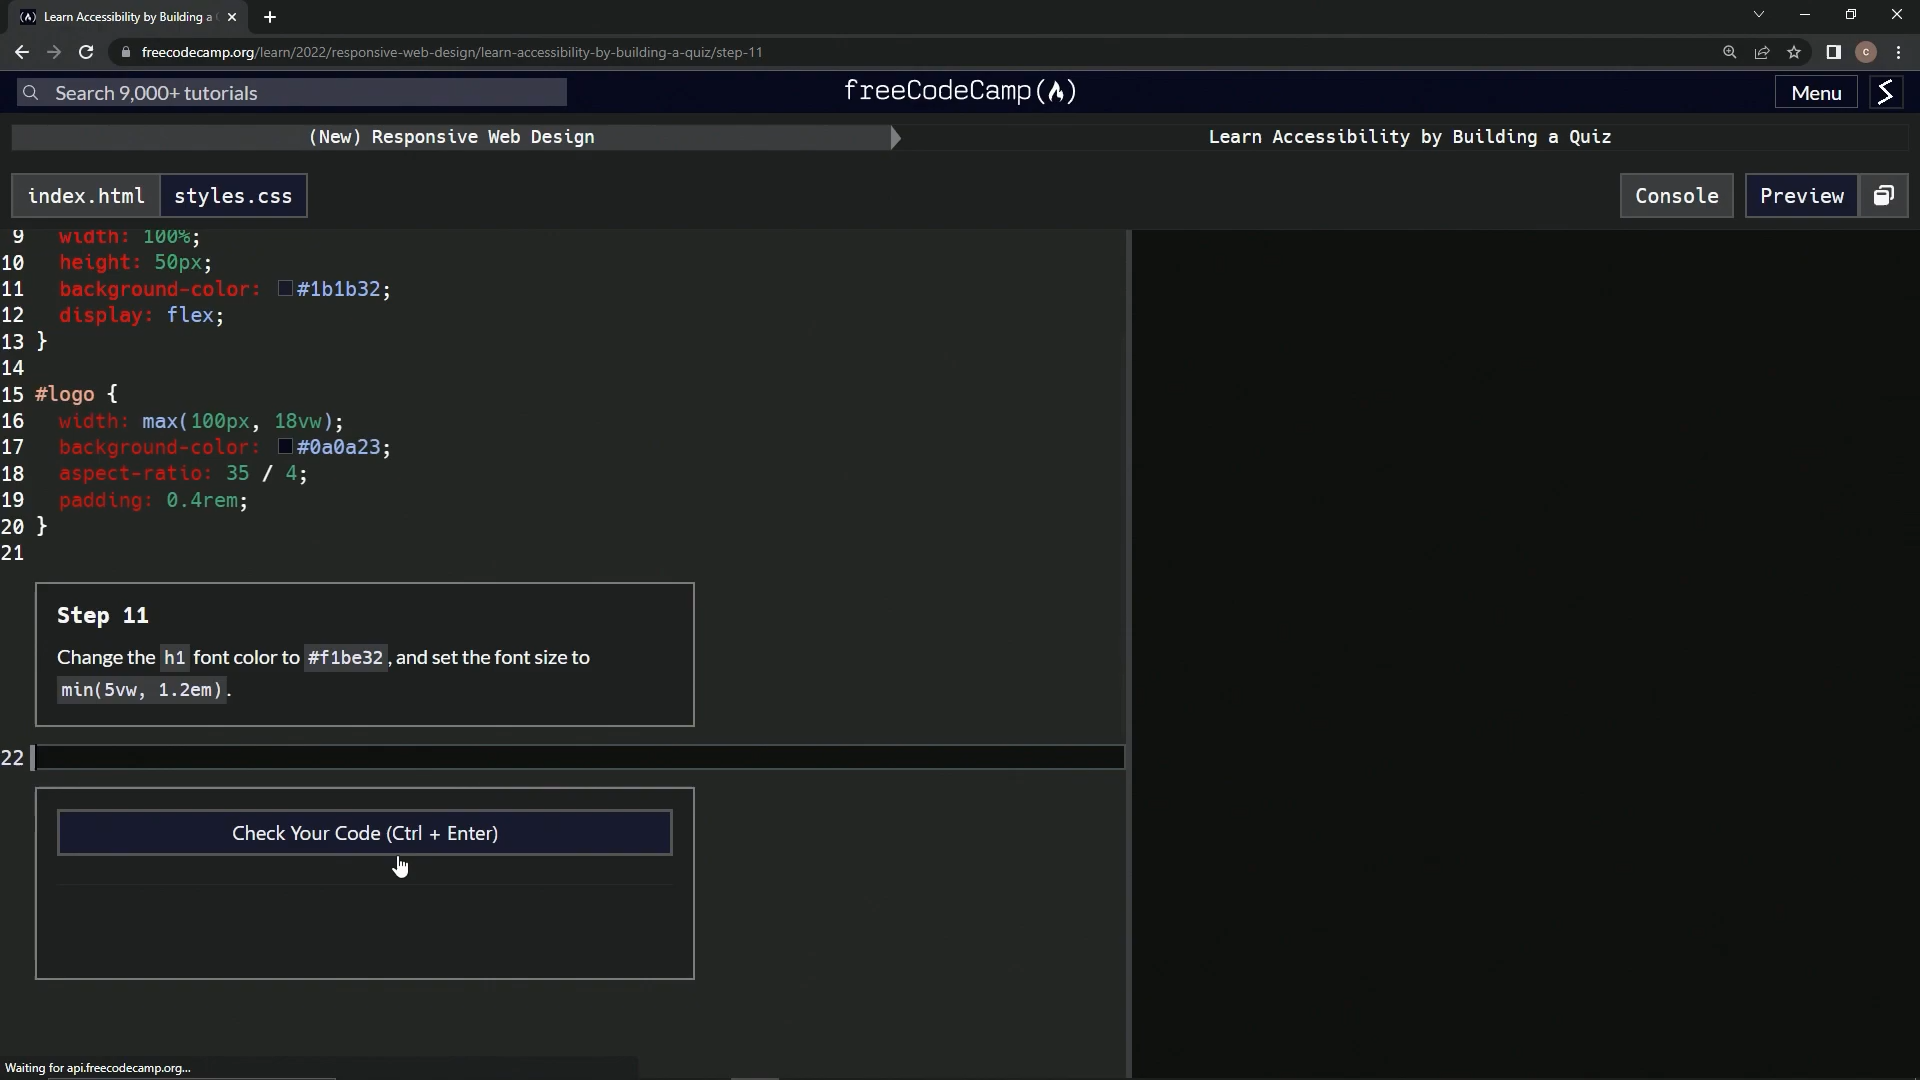 Learn Accessibility by Building a
freecodecamp.org/learn/2022/responsive-web-design/learn-accessibility-by-building-a-quiz/step-11
C
Search 9,000+ tutorials
freeCodeCamp
Menu
(New) Responsive Web Design
Learn Accessibility by Building a Quiz
index.html
styles.css
Console
Preview
9 width: 100%;
10 height: 50px;
11 background-color: #1b1b32;
12 display: flex;
13 }
14
15 #logo {
16 width: max(100px, 18vw);
17 background-color: #0a0a23;
18 aspect-ratio: 35 / 4;
19 padding: 0.4rem;
20 }
21
Step 11
Change the h1 font color to #f1be32, and set the font size to
min(5vw, 1.2em).
22
Check Your Code (Ctrl + Enter)
Waiting for api.freecodecamp.org...